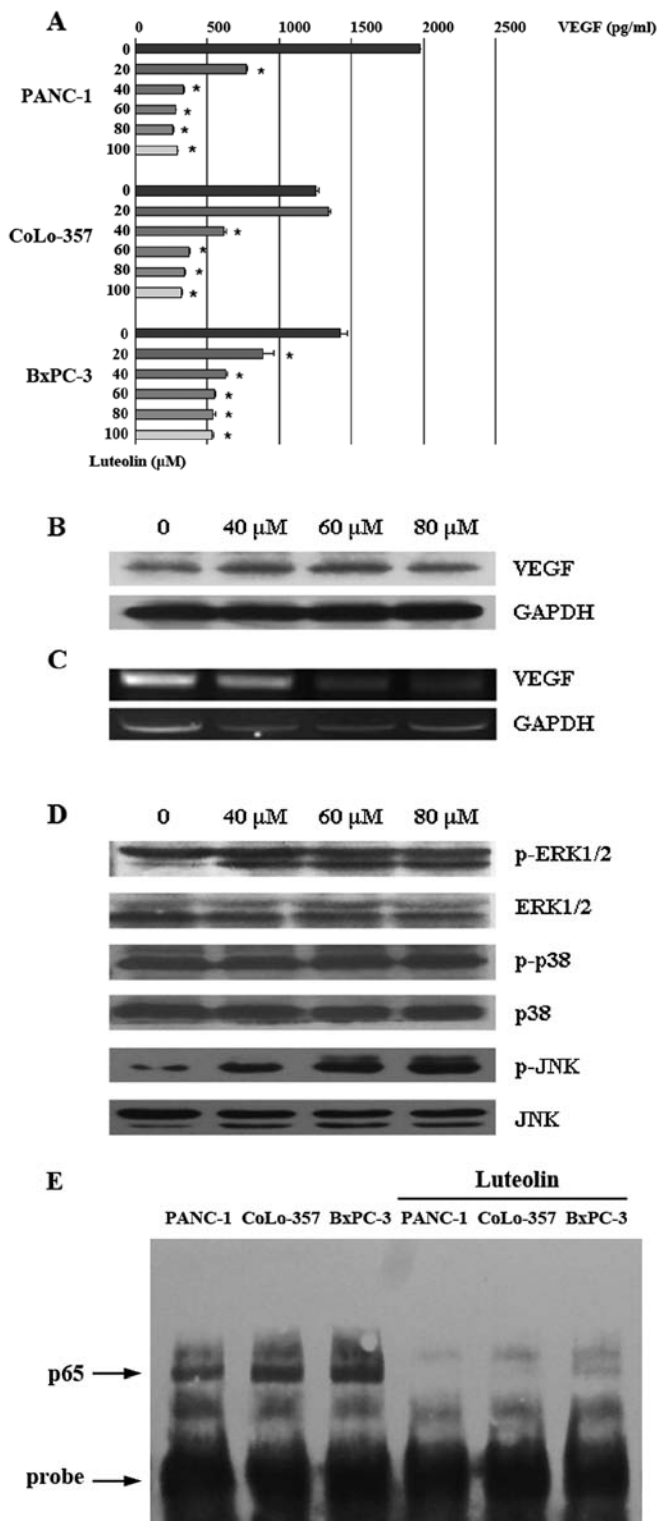 A
0 500 1000 1500 2000 2500 VEGF (pg/ml)
PANC-1
0
20 *
40 *
60 *
80 *
100 *
CoLo-357
0
20
40 *
60 *
80 *
100 *
BxPC-3
0
20 *
40 *
60 *
80 *
100 *
Luteolin (μM)
B
0 40 μM 60 μM 80 μM
VEGF
GAPDH
C
VEGF
GAPDH
D
0 40 μM 60 μM 80 μM
p-ERK1/2
ERK1/2
p-p38
p38
p-JNK
JNK
E
Luteolin
PANC-1 CoLo-357 BxPC-3 PANC-1 CoLo-357 BxPC-3
p65
probe